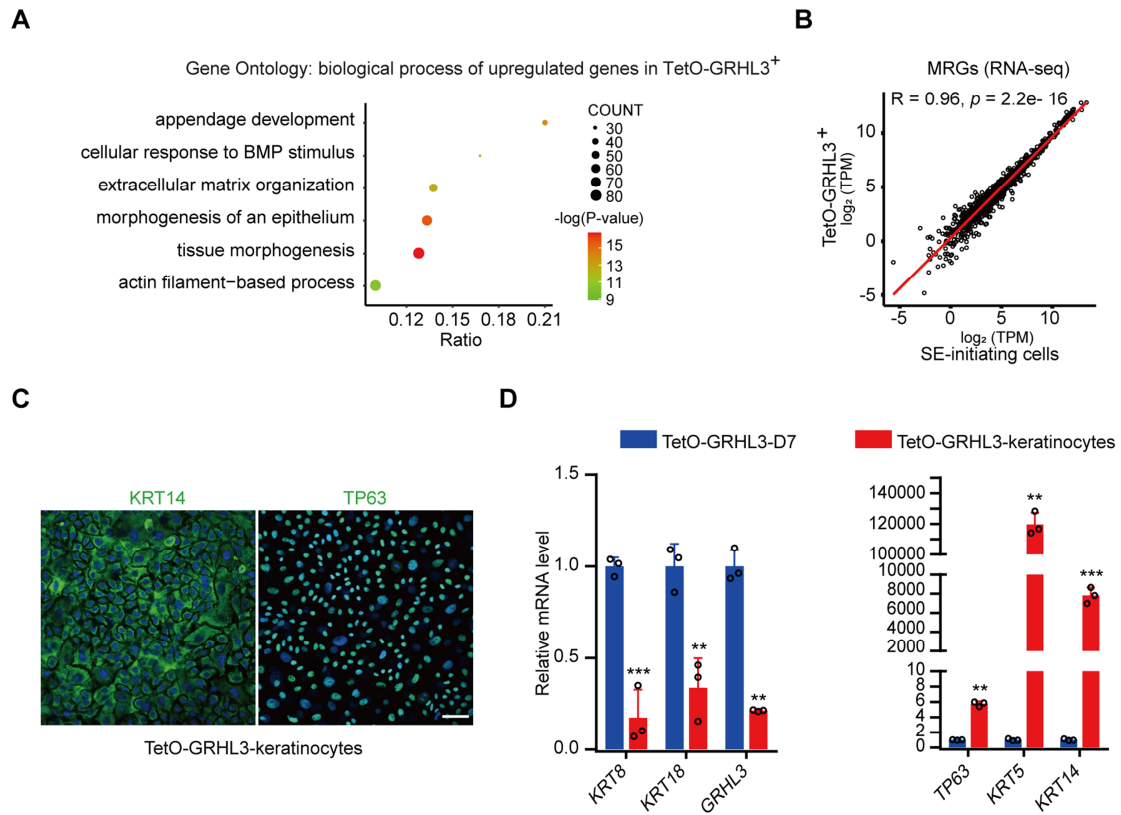 A
Gene Ontology: biological process of upregulated genes in TetO-GRHL3+
appendage development
cellular response to BMP stimulus
extracellular matrix organization
morphogenesis of an epithelium
tissue morphogenesis
actin filament−based process
0.12 0.15 0.18 0.21
Ratio
COUNT
30
40
50
60
70
80
-log(P-value)
15
13
11
9
B
MRGs (RNA-seq)
R = 0.96, p = 2.2e- 16
TetO-GRHL3+
log₂ (TPM)
10
5
0
-5
-5 0 5 10
log₂ (TPM)
SE-initiating cells
C
KRT14 TP63
TetO-GRHL3-keratinocytes
D
TetO-GRHL3-D7 TetO-GRHL3-keratinocytes
Relative mRNA level
1.5
1.0
0.5
0.0
*** ** **
KRT8 KRT18 GRHL3
140000
120000
100000
10000
8000
6000
4000
2000
10
8
6
4
2
0
** ** ***
TP63 KRT5 KRT14